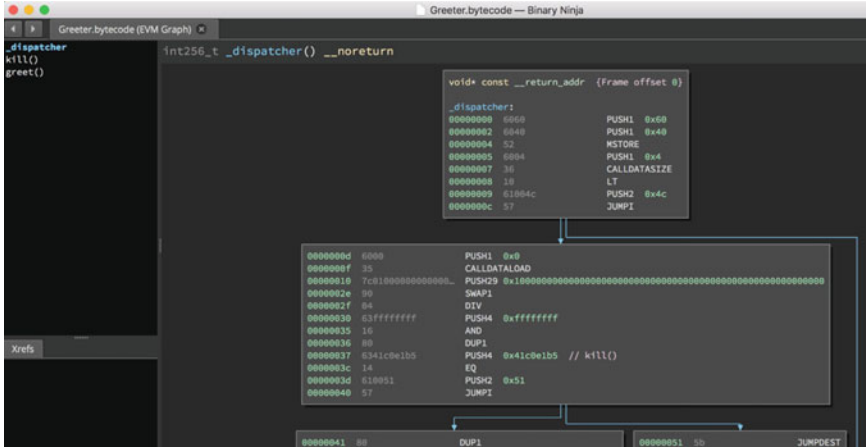 Greeter.bytecode — Binary Ninja
Greeter.bytecode (EVM Graph)
_dispatcher
kill()
greet()
int256_t _dispatcher() __noreturn
void* const __return_addr {Frame offset 0}
_dispatcher:
00000000 6060 PUSH1 0x60
00000002 6040 PUSH1 0x40
00000004 52 MSTORE
00000005 6004 PUSH1 0x4
00000007 36 CALLDATASIZE
00000008 10 LT
00000009 61004c PUSH2 0x4c
0000000c 57 JUMPI
0000000d 6000 PUSH1 0x0
0000000f 35 CALLDATALOAD
00000010 7c01000000000000… PUSH29 0x100000000000000000000000000000000000000000000000000000000
0000002e 90 SWAP1
0000002f 04 DIV
00000030 63ffffffff PUSH4 0xffffffff
00000035 16 AND
00000036 80 DUP1
00000037 6341c0e1b5 PUSH4 0x41c0e1b5 // kill()
0000003c 14 EQ
0000003d 610051 PUSH2 0x51
00000040 57 JUMPI
Xrefs
00000041 80 DUP1
00000051 5b JUMPDEST